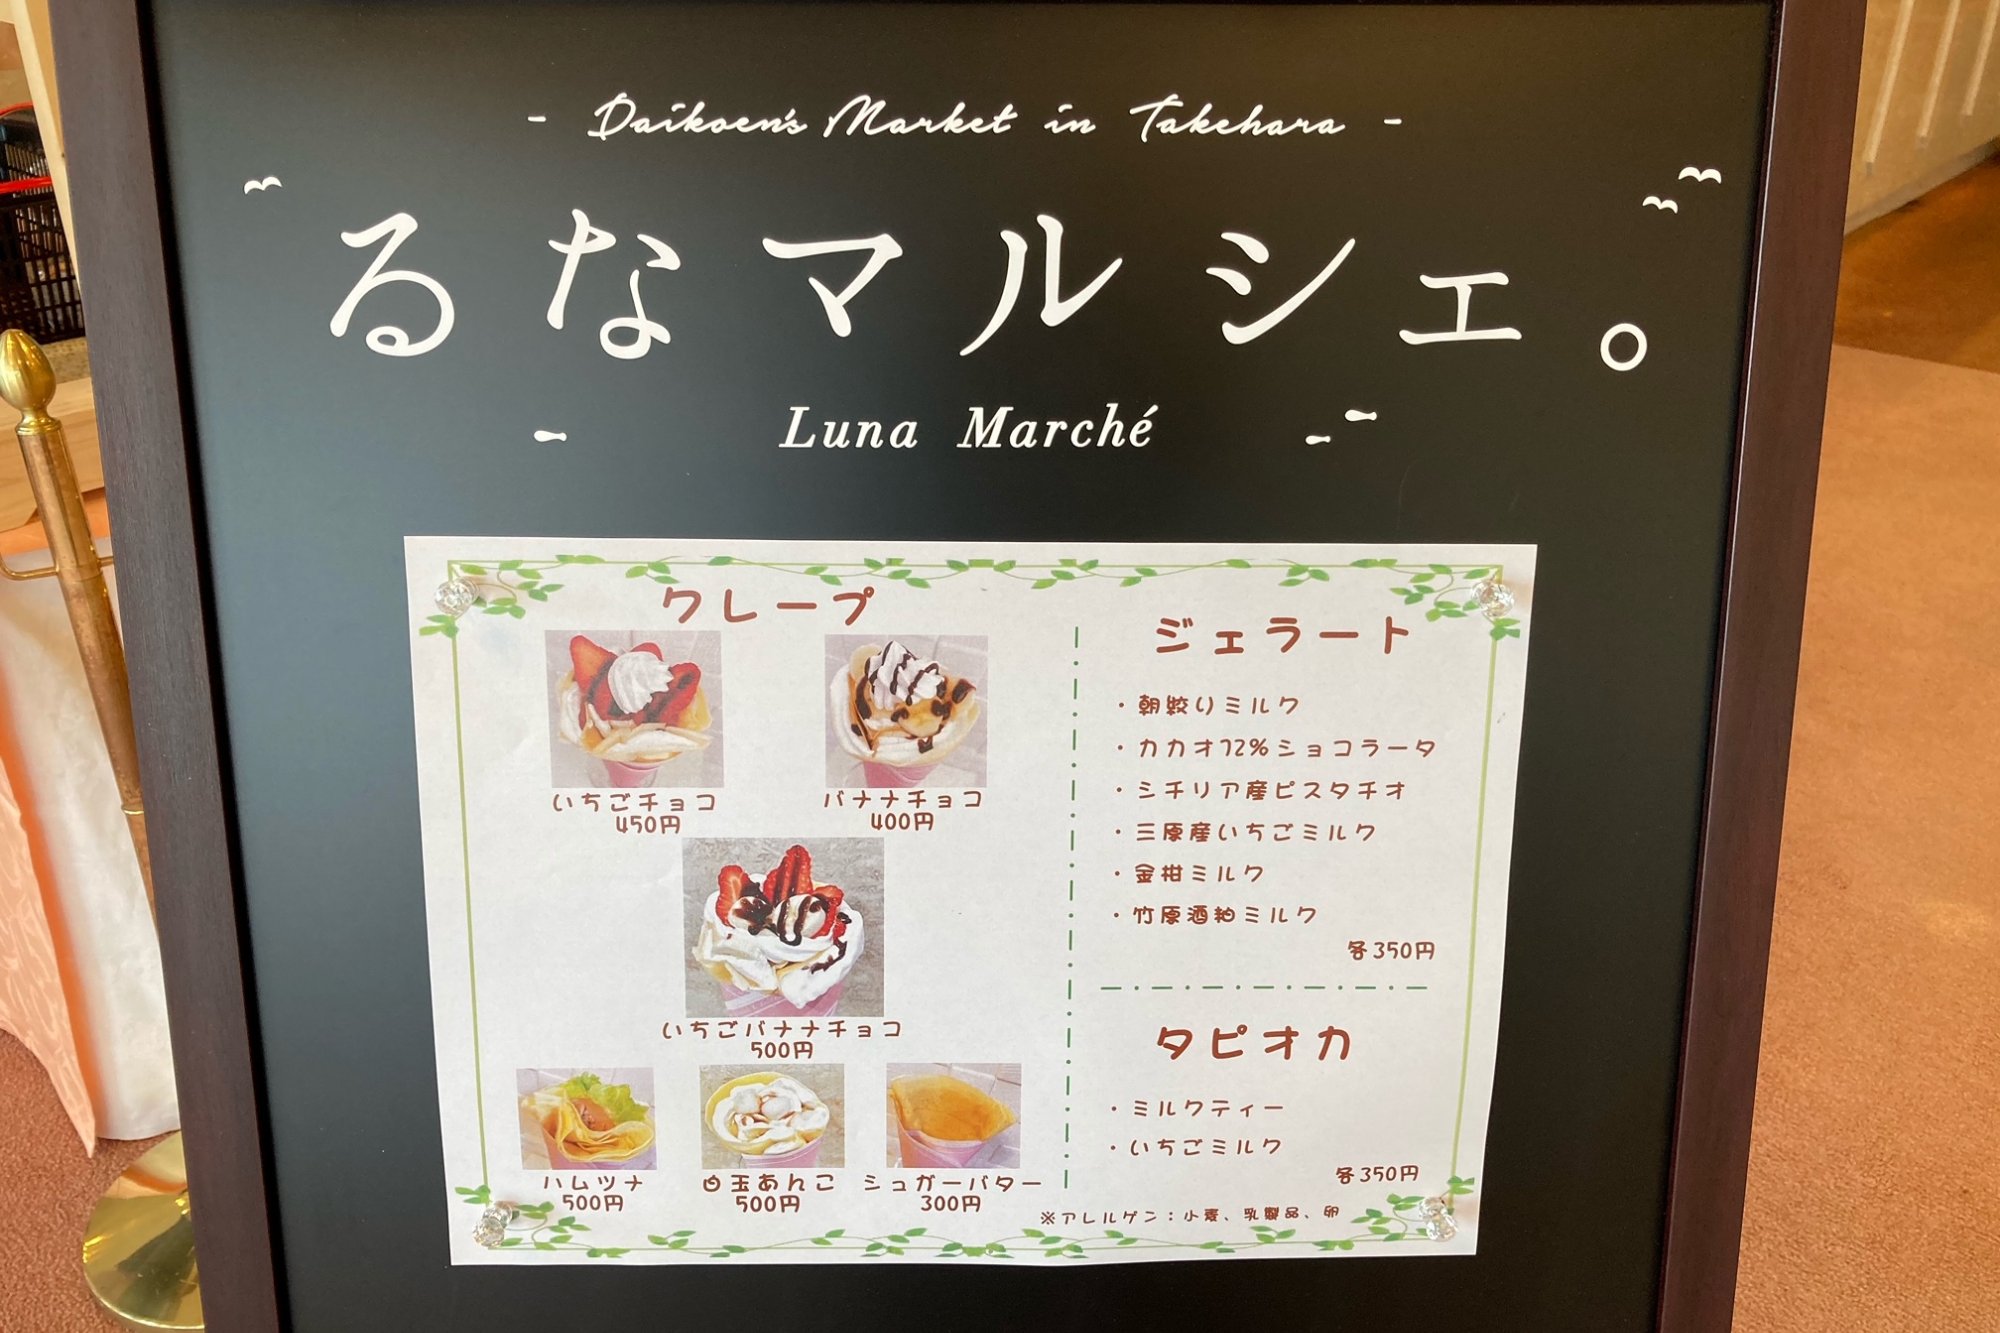 - Daikoen's Market in Takehara -
るなマルシェ。
- Luna Marché -
クレープ
いちごチョコ
450円
バナナチョコ
400円
いちごバナナチョコ
500円
ハムツナ
500円
白玉あんこ
500円
シュガーバター
300円
ジェラート
・朝絞りミルク
・カカオ72%ショコラータ
・シチリア産ピスタチオ
・三原産いちごミルク
・金柑ミルク
・竹原酒粕ミルク
各350円
タピオカ
・ミルクティー
・いちごミルク
各350円
※アレルゲン：小麦、乳製品、卵